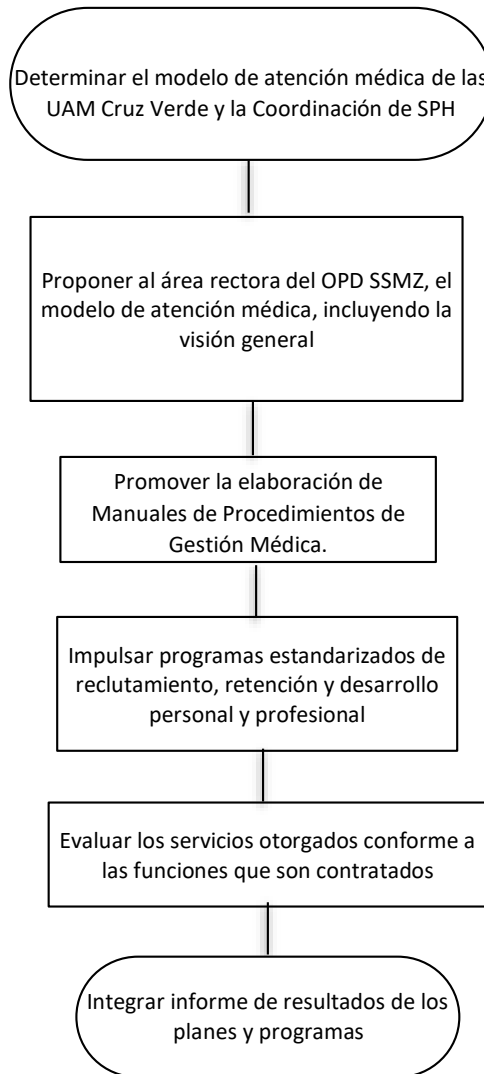 Determinar el modelo de atención médica de las
UAM Cruz Verde y la Coordinación de SPH
Proponer al área rectora del OPD SSMZ, el
modelo de atención médica, incluyendo la
visión general
Promover la elaboración de
Manuales de Procedimientos de
Gestión Médica.
Impulsar programas estandarizados de
reclutamiento, retención y desarrollo
personal y profesional
Evaluar los servicios otorgados conforme a
las funciones que son contratados
Integrar informe de resultados de los
planes y programas